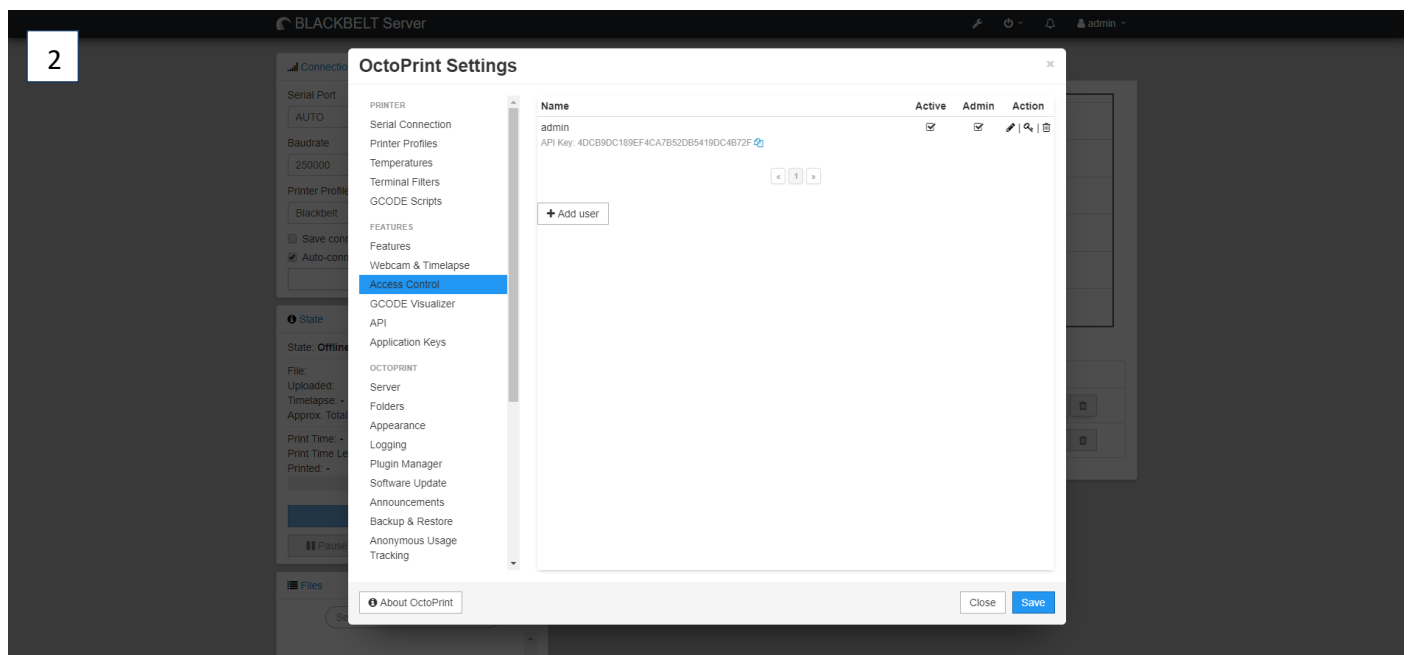 BLACKBELT Server
admin
2
Connectio
OctoPrint Settings
×
Serial Port
AUTO
Baudrate
250000
Printer Profile
Blackbelt
Save conn
Auto-conn
State
State: Offline
File:
Uploaded:
Timelapse: -
Approx. Total
Print Time: -
Print Time Le
Printed: -
Pause
Files
Se
PRINTER
Serial Connection
Printer Profiles
Temperatures
Terminal Filters
GCODE Scripts
FEATURES
Features
Webcam & Timelapse
Access Control
GCODE Visualizer
API
Application Keys
OCTOPRINT
Server
Folders
Appearance
Logging
Plugin Manager
Software Update
Announcements
Backup & Restore
Anonymous Usage
Tracking
Name Active Admin Action
admin | |
API Key: 4DCB9DC189EF4CA7B52DB5419DC4B72F
« 1 »
+ Add user
About OctoPrint
Close
Save